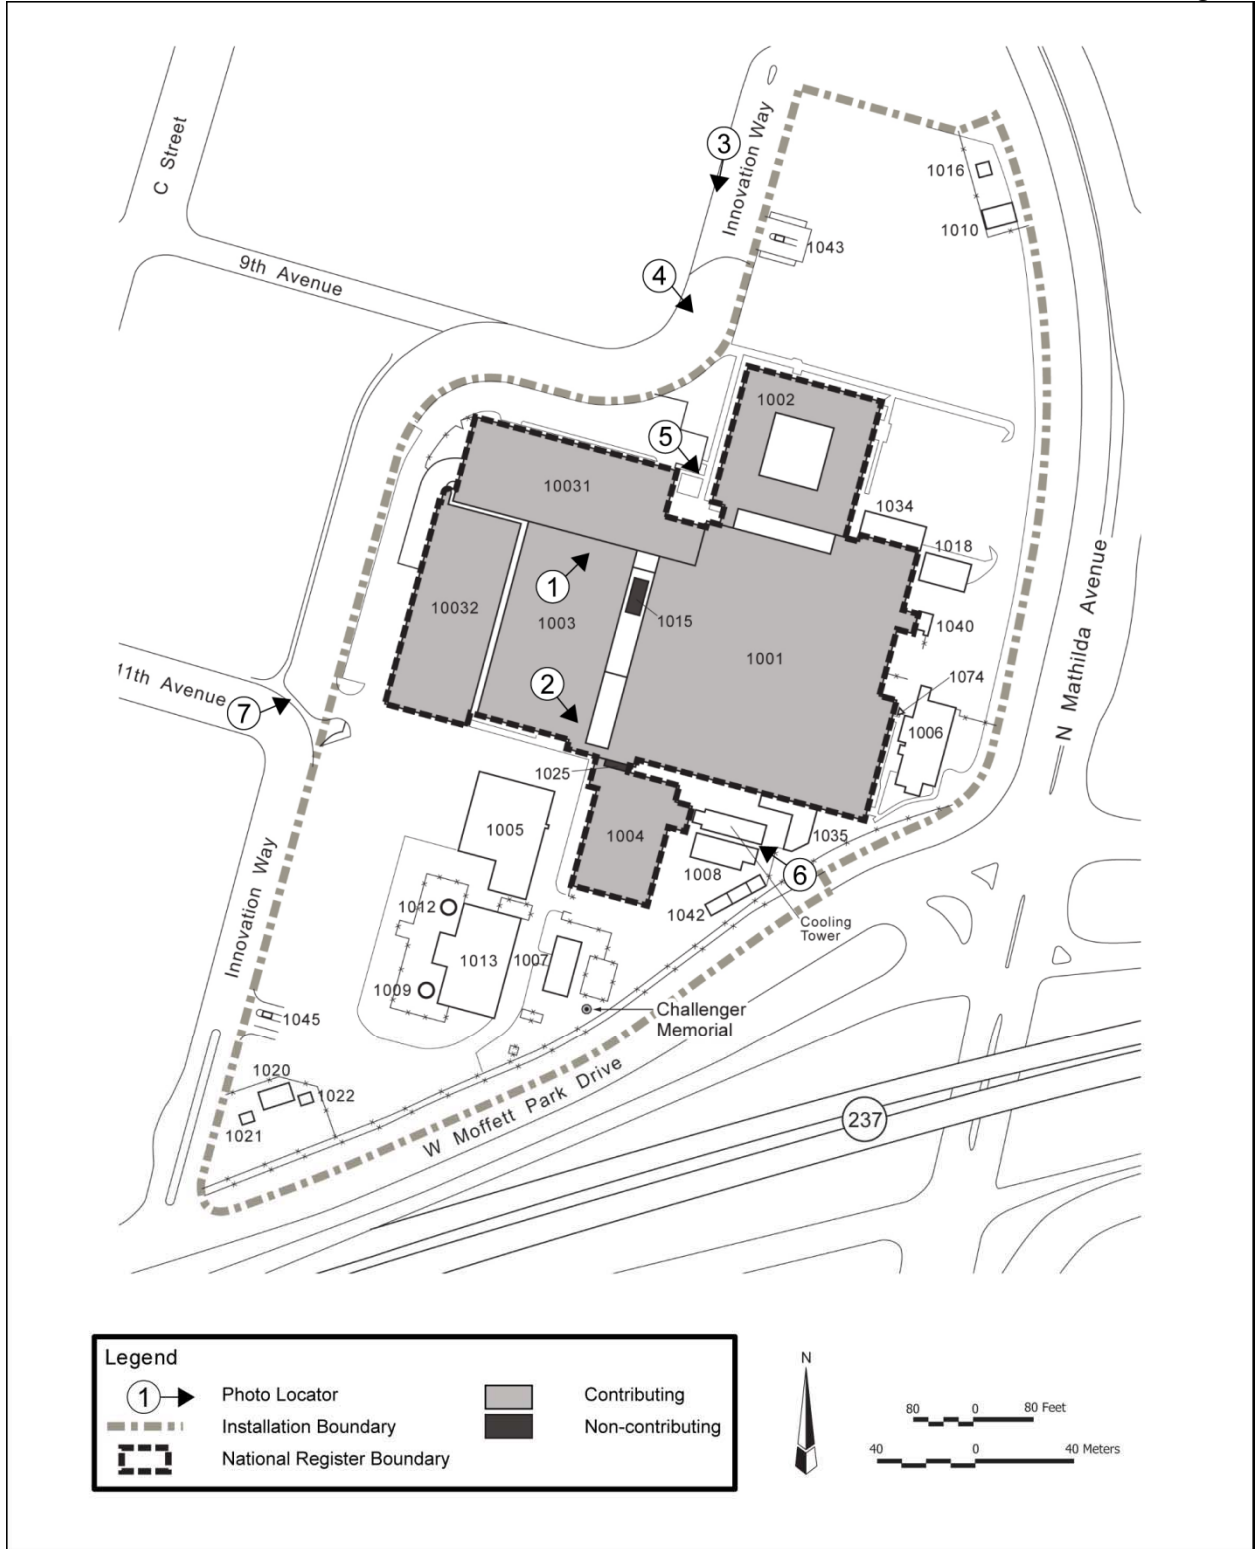 C Street
Innovation Way
3
1016
1010
1043
9th Avenue
4
1002
5
10031
1034
1018
N Mathilda Avenue
1
10032
1003
1015
1040
1001
1074
11th Avenue
7
2
1006
1025
1005
1004
1035
1008
6
Innovation Way
1012
1042
Cooling
Tower
1013
1007
1009
Challenger
Memorial
1045
1020
1022
1021
W Moffett Park Drive
237
Legend
1
Photo Locator
Contributing
Installation Boundary
Non-contributing
National Register Boundary
N
80 0 80 Feet
40 0 40 Meters